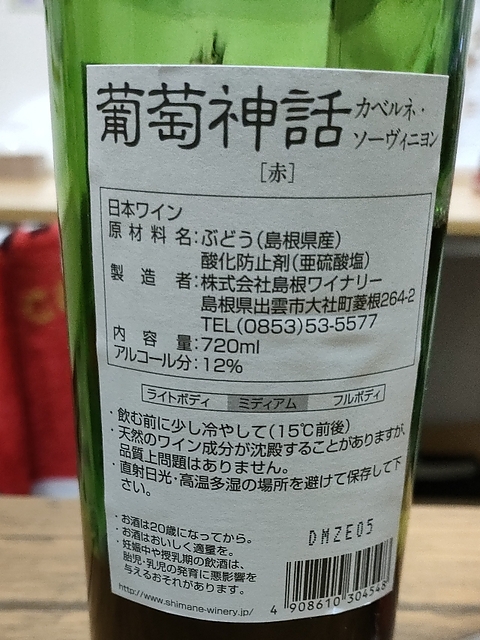 葡萄神話 カベルネ・
ソーヴィニヨン
[赤]
日本ワイン
原材料名:ぶどう(島根県産)
酸化防止剤(亜硫酸塩)
製造者:株式会社島根ワイナリー
島根県出雲市大社町菱根264-2
TEL(0853)53-5577
内容量:720ml
アルコール分:12%
ライトボディ ミディアム フルボディ
・飲む前に少し冷やして(15℃前後)
・天然のワイン成分が沈殿することがありますが、
品質上問題はありません。
・直射日光・高温多湿の場所を避けて保存して下
さい。
・お酒は20歳になってから。
・お酒はおいしく適量を。
・妊娠中や授乳期の飲酒は、
胎児・乳児の発育に悪影響を
与えるおそれがあります。
http://www.shimane-winery.jp/
DMZE05
4 908610 304548